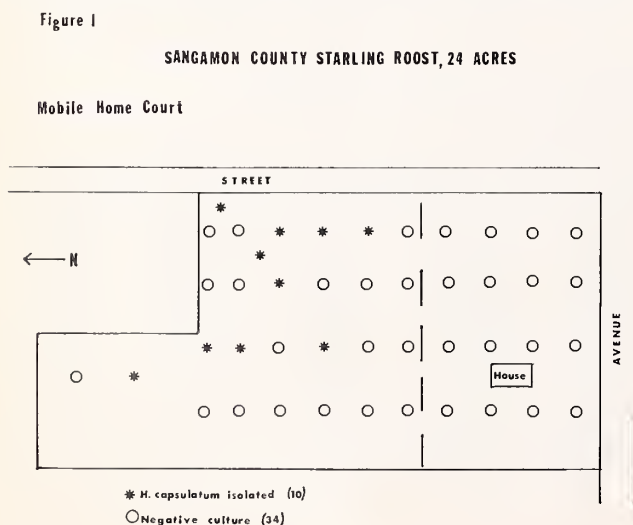 Figure I
SANGAMON COUNTY STARLING ROOST, 24 ACRES
Mobile Home Court
STREET
N
AVENUE
House
H. capsulatum isolated (10)
Negative culture (34)